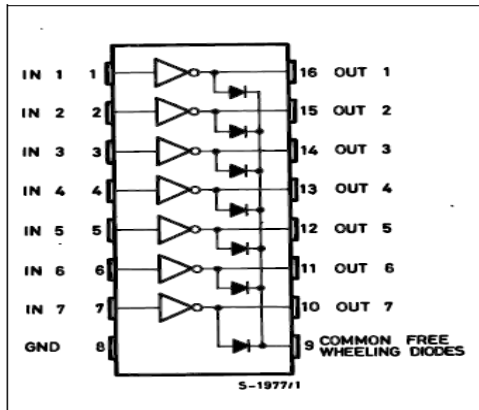 IN 1 1 16 OUT 1
IN 2 2 15 OUT 2
IN 3 3 14 OUT 3
IN 4 4 13 OUT 4
IN 5 5 12 OUT 5
IN 6 6 11 OUT 6
IN 7 7 10 OUT 7
GND 8 9 COMMON FREE
WHEELING DIODES
S-1977/1